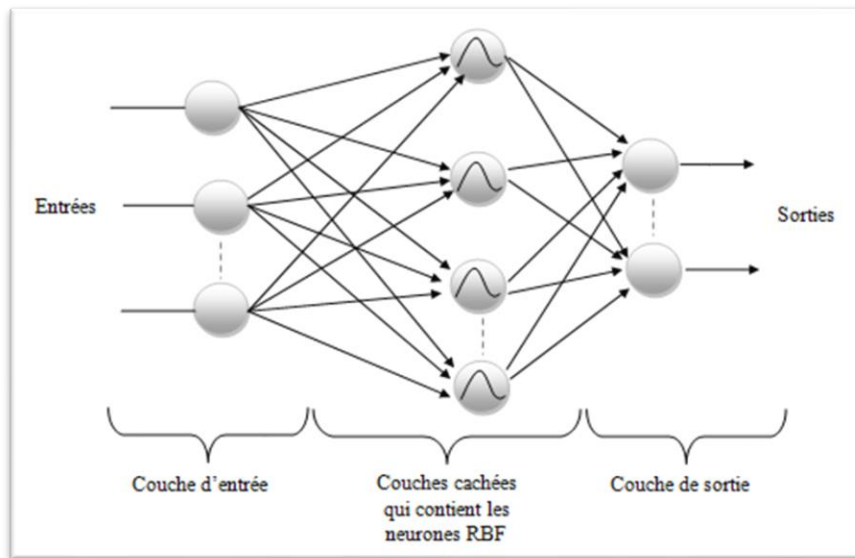 Entrées
Sorties
Couche d'entrée
Couches cachées
qui contient les
neurones RBF
Couche de sortie